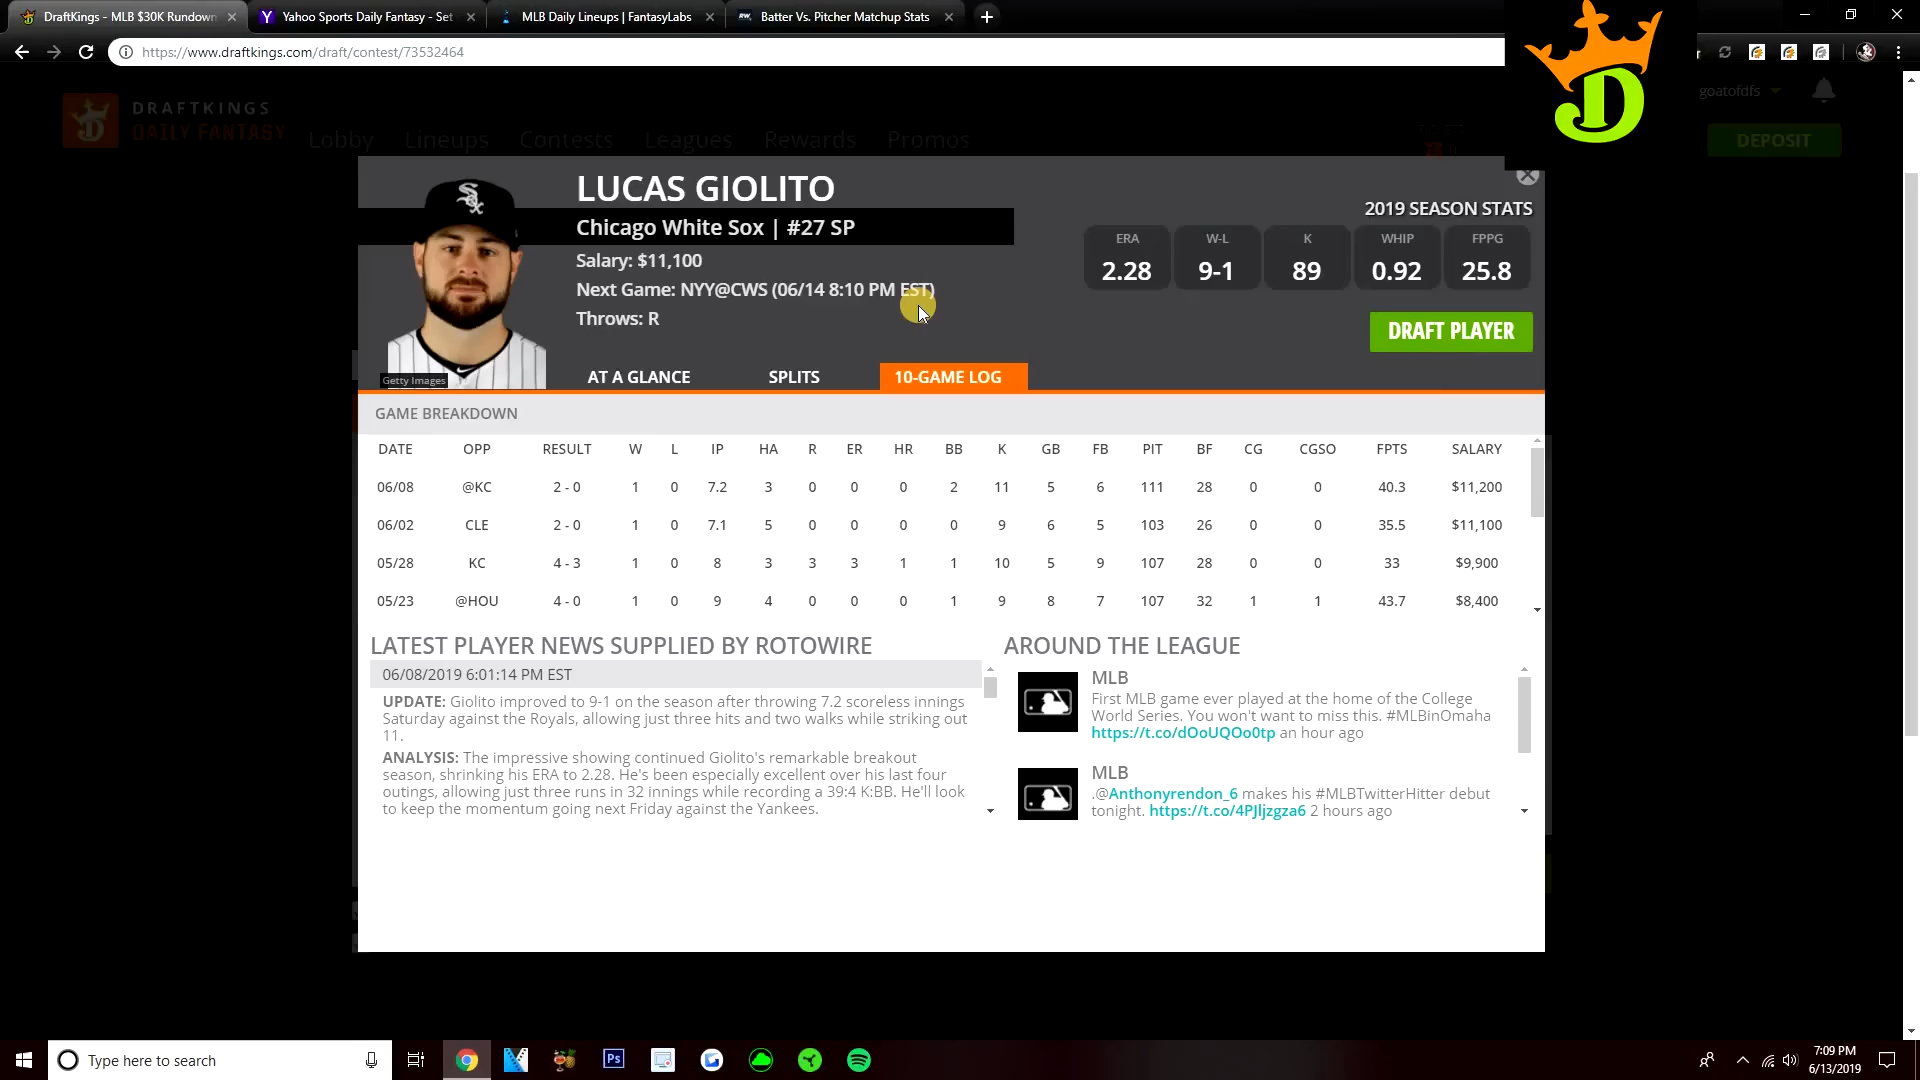 DraftKings - MLB $30K Rundown
Yahoo Sports Daily Fantasy - Set
MLB Daily Lineups | FantasyLabs
RW Batter Vs. Pitcher Matchup Stats
https://www.draftkings.com/draft/contest/73532464
DRAFTKINGS
DAILY FANTASY
Lobby Lineups Contests Leagues Rewards Promos
goatofdfs
DEPOSIT
D
LUCAS GIOLITO
Chicago White Sox | #27 SP
Salary: $11,100
Next Game: NYY@CWS (06/14 8:10 PM EST)
Throws: R
Getty Images
2019 SEASON STATS
ERA W-L K WHIP FPPG
2.28 9-1 89 0.92 25.8
DRAFT PLAYER
AT A GLANCE SPLITS 10-GAME LOG
GAME BREAKDOWN
DATE OPP RESULT W L IP HA R ER HR BB K GB FB PIT BF CG CGSO FPTS SALARY
06/08 @KC 2 - 0 1 0 7.2 3 0 0 0 2 11 5 6 111 28 0 0 40.3 $11,200
06/02 CLE 2 - 0 1 0 7.1 5 0 0 0 0 9 6 5 103 26 0 0 35.5 $11,100
05/28 KC 4 - 3 1 0 8 3 3 3 1 1 10 5 9 107 28 0 0 33 $9,900
05/23 @HOU 4 - 0 1 0 9 4 0 0 0 1 9 8 7 107 32 1 1 43.7 $8,400
LATEST PLAYER NEWS SUPPLIED BY ROTOWIRE
06/08/2019 6:01:14 PM EST
UPDATE: Giolito improved to 9-1 on the season after throwing 7.2 scoreless innings
Saturday against the Royals, allowing just three hits and two walks while striking out
11.
ANALYSIS: The impressive showing continued Giolito's remarkable breakout
season, shrinking his ERA to 2.28. He's been especially excellent over his last four
outings, allowing just three runs in 32 innings while recording a 39:4 K:BB. He'll look
to keep the momentum going next Friday against the Yankees.
AROUND THE LEAGUE
MLB
First MLB game ever played at the home of the College
World Series. You won't want to miss this. #MLBinOmaha
https://t.co/dOoUQOo0tp an hour ago
MLB
.@Anthonyrendon_6 makes his #MLBTwitterHitter debut
tonight. https://t.co/4PJljzgza6 2 hours ago
Type here to search
Ps
7:09 PM
6/13/2019